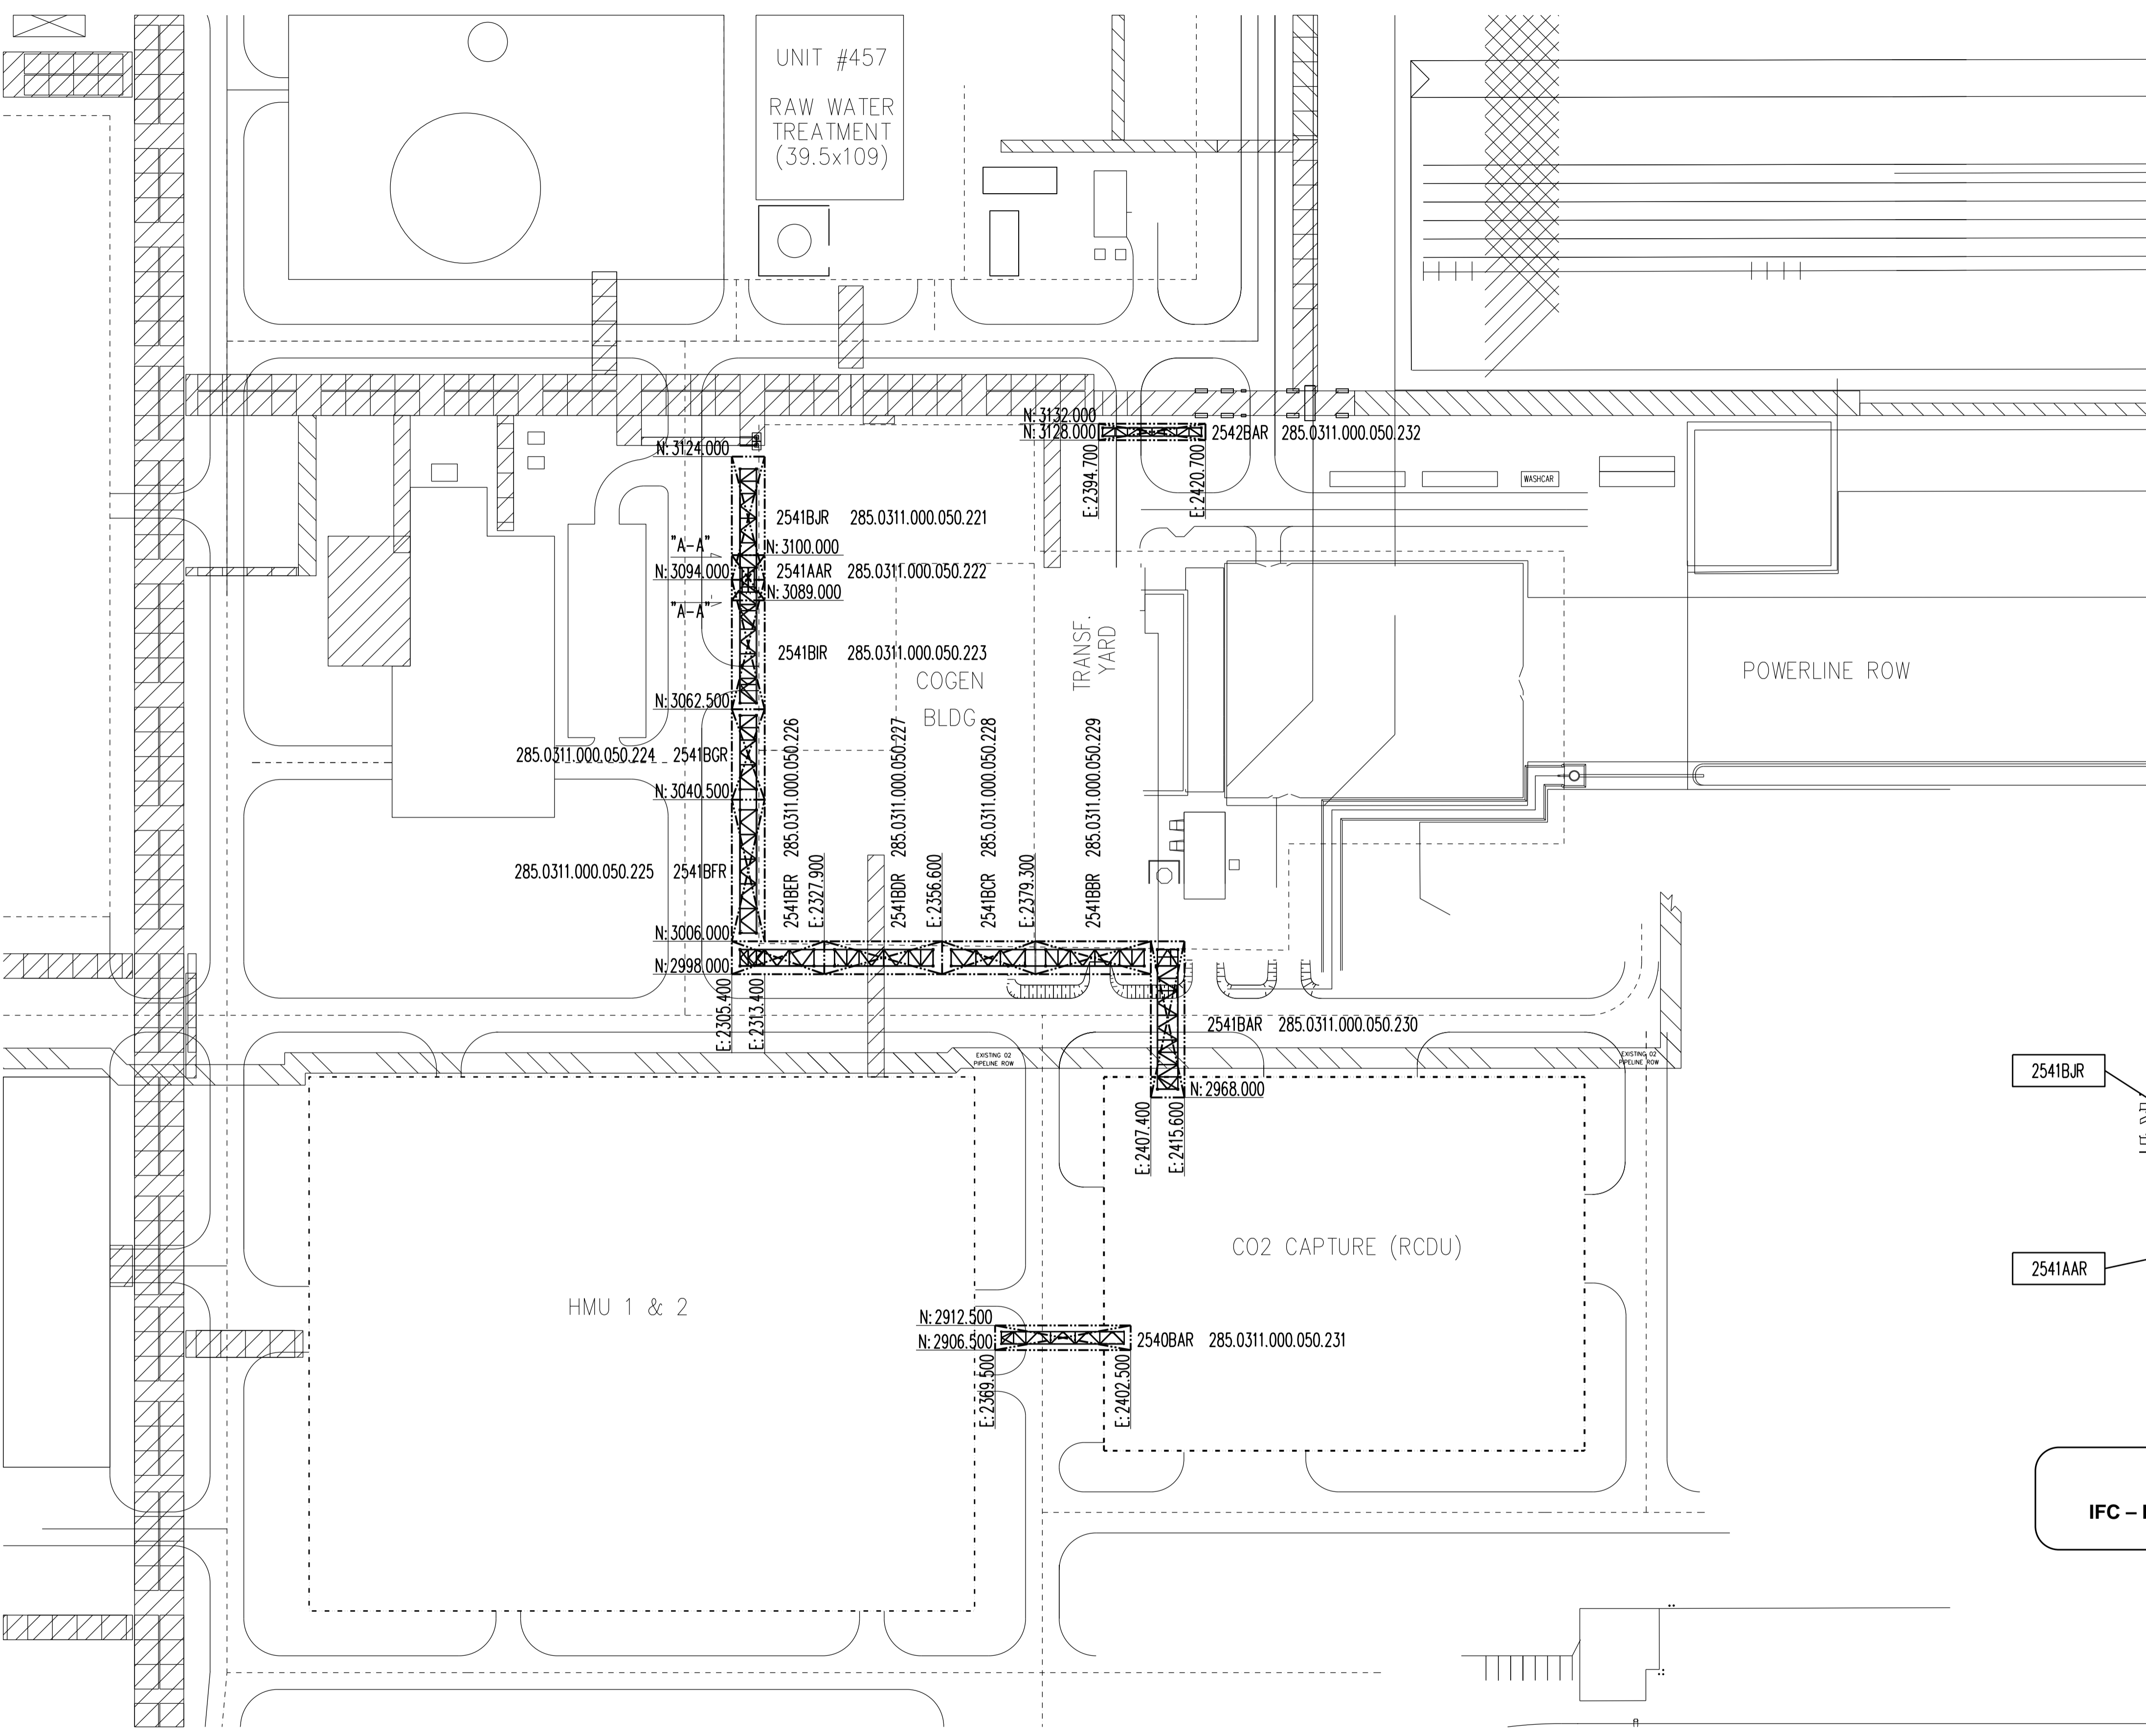 UNIT #457
RAW WATER
TREATMENT
(39.5x109)
N: 3132.000
N: 3128.000
2542BAR 285.0311.000.050.232
E: 2394.700
E: 2420.700
WASHCAR
N: 3124.000
2541BJR 285.0311.000.050.221
"A-A"
N: 3100.000
N: 3094.000
2541AAR 285.0311.000.050.222
N: 3089.000
"A-A"
2541BIR 285.0311.000.050.223
COGEN
BLDG
TRANSF.
YARD
POWERLINE ROW
N: 3062.500
285.0311.000.050.224 2541BGR
N: 3040.500
285.0311.000.050.225 2541BFR
2541BER 285.0311.000.050.226
E: 2327.900
2541BDR 285.0311.000.050.227
E: 2356.600
2541BCR 285.0311.000.050.228
E: 2379.300
2541BBR 285.0311.000.050.229
N: 3006.000
N: 2998.000
E: 2305.400
E: 2313.400
2541BAR 285.0311.000.050.230
EXISTING O2
PIPELINE ROW
EXISTING O2
PIPELINE ROW
N: 2968.000
E: 2407.400
E: 2415.600
2541BJR
2541AAR
CO2 CAPTURE (RCDU)
HMU 1 & 2
N: 2912.500
N: 2906.500
2540BAR 285.0311.000.050.231
E: 2369.500
E: 2402.500
IFC –